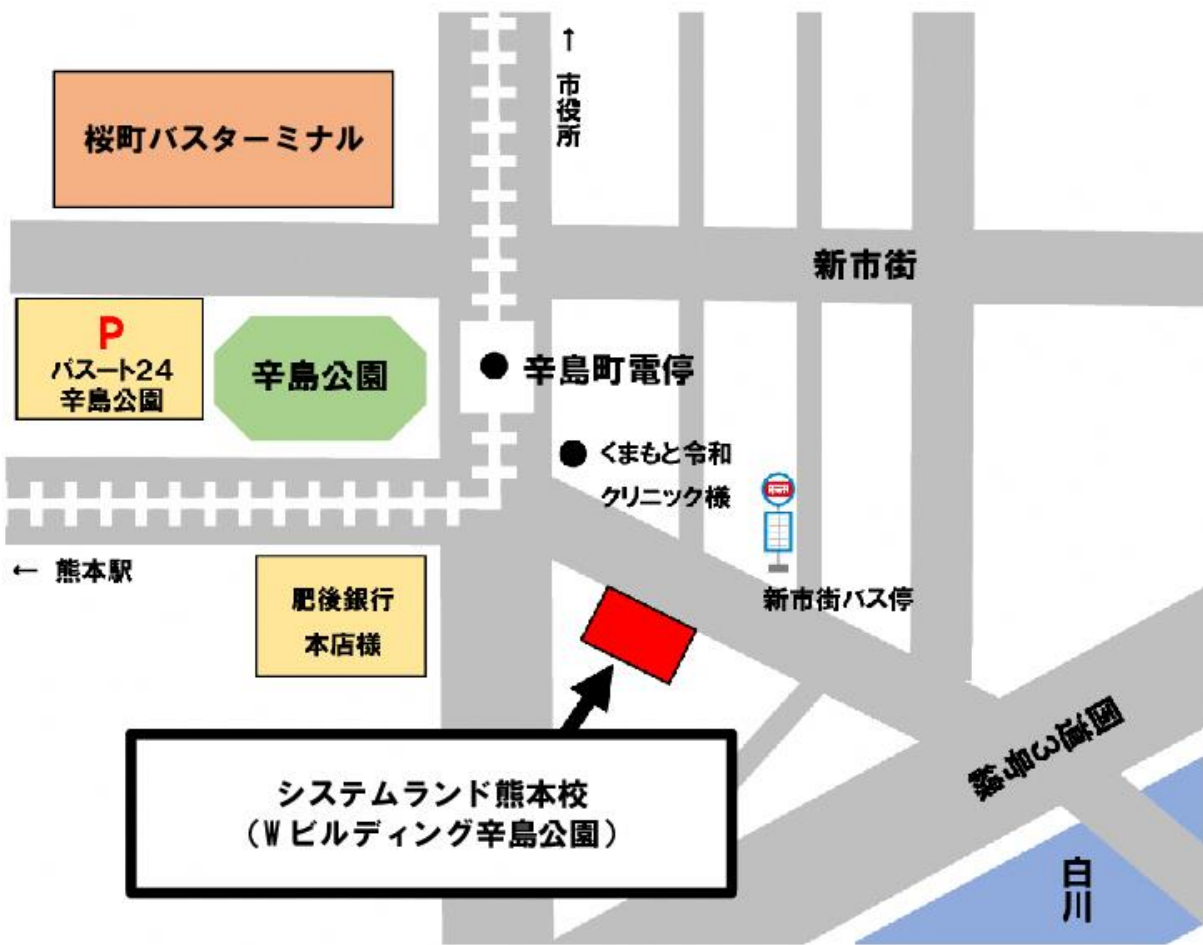 ↑
市役所
桜町バスターミナル
新市街
P
パスート24
辛島公園
辛島公園
辛島町電停
くまもと令和
クリニック様
← 熊本駅
肥後銀行
本店様
新市街バス停
国道3号線
システムランド熊本校
(Wビルディング辛島公園)
白川